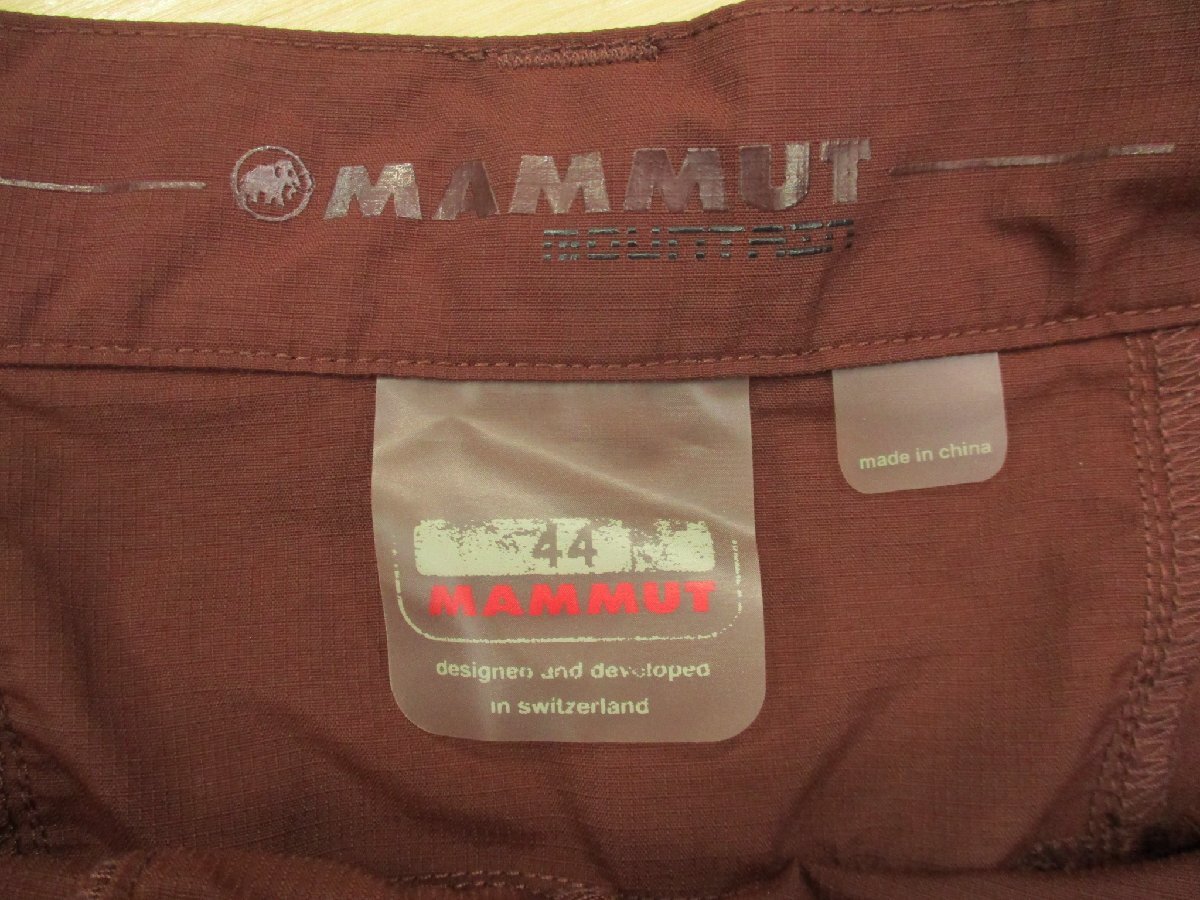 MAMMUT
made in china
44
MAMMUT
designed and developed
in switzerland